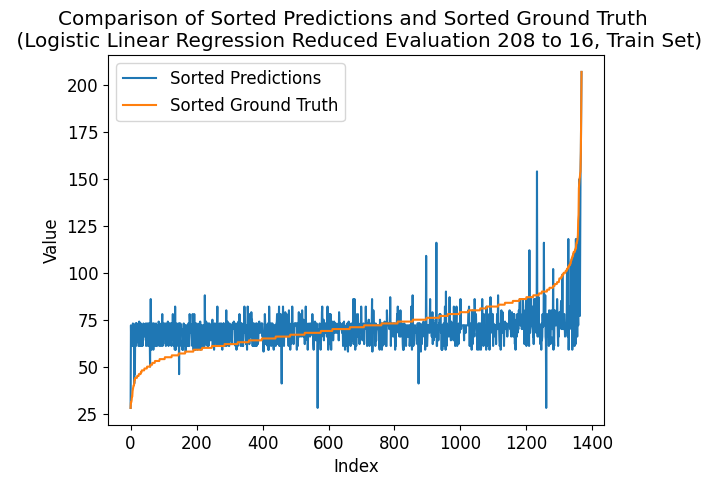 Comparison of Sorted Predictions and Sorted Ground Truth
(Logistic Linear Regression Reduced Evaluation 208 to 16, Train Set)
Sorted Predictions
Sorted Ground Truth
200
175
150
125
100
75
50
25
Value
0 200 400 600 800 1000 1200 1400
Index